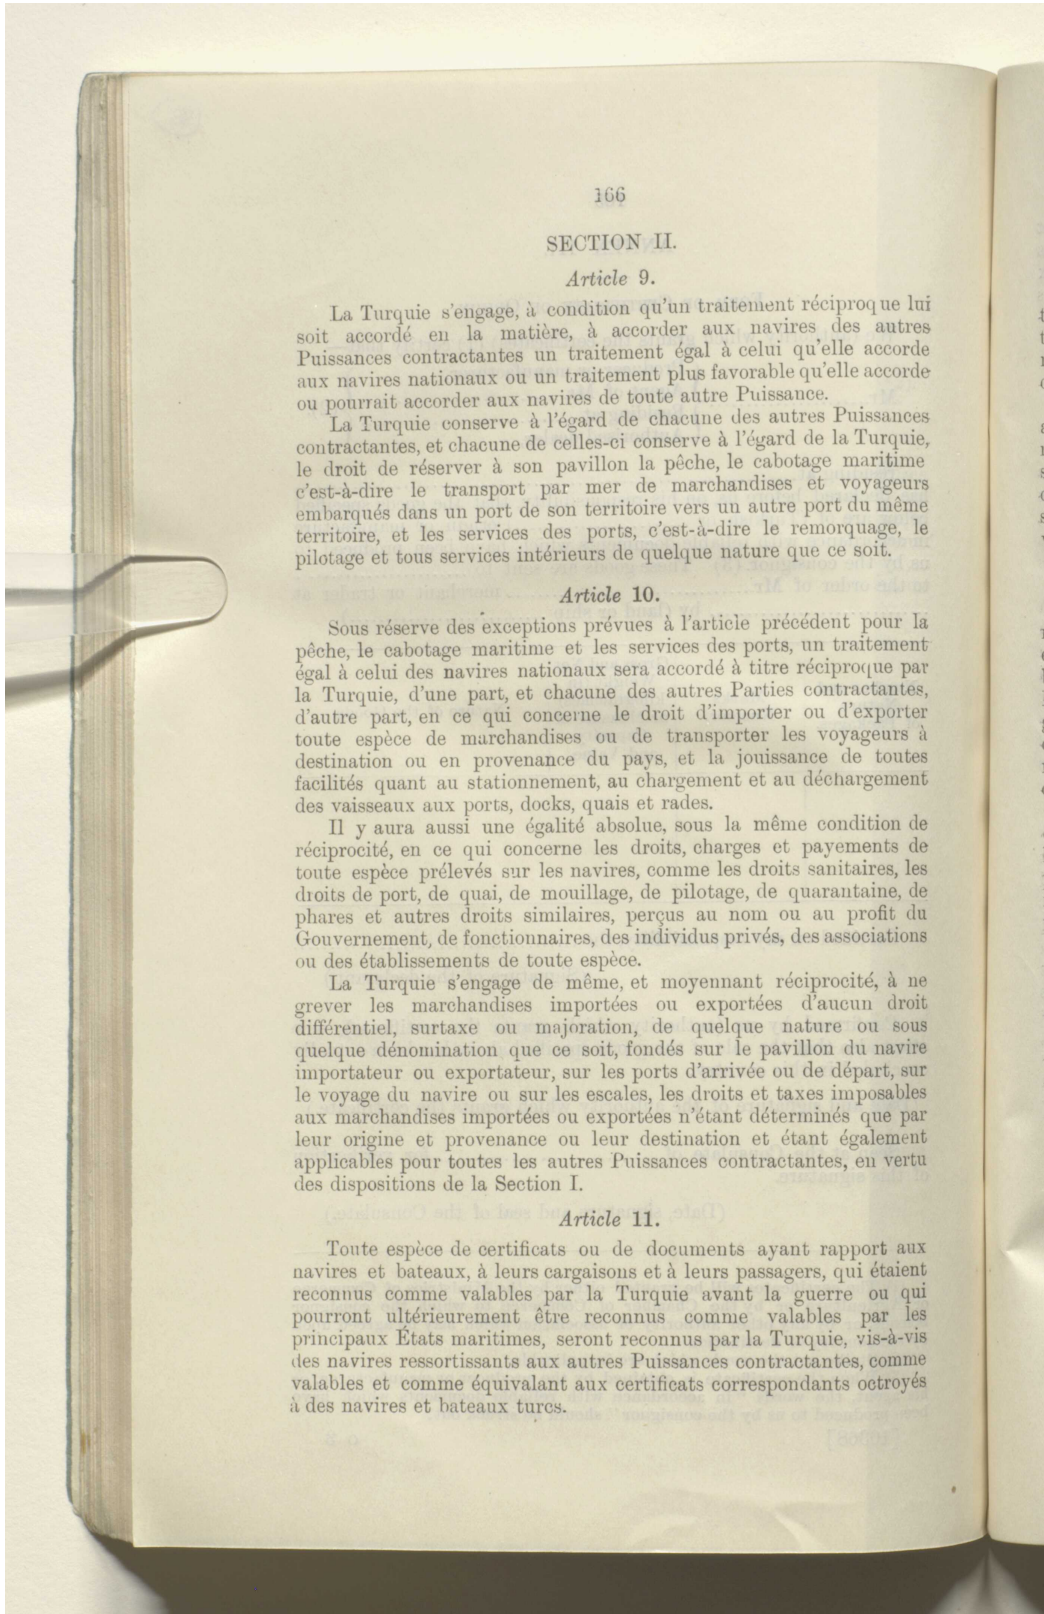 166
SECTION II.
Article 9.
La Turquie s'engage, à condition qu'un traitement réciproque lui
soit accordé en la matière, à accorder aux navires des autres
Puissances contractantes un traitement égal à celui qu'elle accorde
aux navires nationaux ou un traitement plus favorable qu'elle accorde
ou pourrait accorder aux navires de toute autre Puissance.
La Turquie conserve à l'égard de chacune des autres Puissances
contractantes, et chacune de celles-ci conserve à l'égard de la Turquie,
le droit de réserver à son pavillon la pêche, le cabotage maritime
c'est-à-dire le transport par mer de marchandises et voyageurs
embarqués dans un port de son territoire vers un autre port du même
territoire, et les services des ports, c'est-à-dire le remorquage, le
pilotage et tous services intérieurs de quelque nature que ce soit.
Article 10.
Sous réserve des exceptions prévues à l'article précédent pour la
pêche, le cabotage maritime et les services des ports, un traitement
égal à celui des navires nationaux sera accordé à titre réciproque par
la Turquie, d'une part, et chacune des autres Parties contractantes,
d'autre part, en ce qui concerne le droit d'importer ou d'exporter
toute espèce de marchandises ou de transporter les voyageurs à
destination ou en provenance du pays, et la jouissance de toutes
facilités quant au stationnement, au chargement et au déchargement
des vaisseaux aux ports, docks, quais et rades.
Il y aura aussi une égalité absolue, sous la même condition de
réciprocité, en ce qui concerne les droits, charges et payements de
toute espèce prélevés sur les navires, comme les droits sanitaires, les
droits de port, de quai, de mouillage, de pilotage, de quarantaine, de
phares et autres droits similaires, perçus au nom ou au profit du
Gouvernement, de fonctionnaires, des individus privés, des associations
ou des établissements de toute espèce.
La Turquie s'engage de même, et moyennant réciprocité, à ne
grever les marchandises importées ou exportées d'aucun droit
différentiel, surtaxe ou majoration, de quelque nature ou sous
quelque dénomination que ce soit, fondés sur le pavillon du navire
importateur ou exportateur, sur les ports d'arrivée ou de départ, sur
le voyage du navire ou sur les escales, les droits et taxes imposables
aux marchandises importées ou exportées n'étant déterminés que par
leur origine et provenance ou leur destination et étant également
applicables pour toutes les autres Puissances contractantes, en vertu
des dispositions de la Section I.
Article 11.
Toute espèce de certificats ou de documents ayant rapport aux
navires et bateaux, à leurs cargaisons et à leurs passagers, qui étaient
reconnus comme valables par la Turquie avant la guerre ou qui
pourront ultérieurement être reconnus comme valables par les
principaux États maritimes, seront reconnus par la Turquie, vis-à-vis
des navires ressortissants aux autres Puissances contractantes, comme
valables et comme équivalant aux certificats correspondants octroyés
à des navires et bateaux turcs.